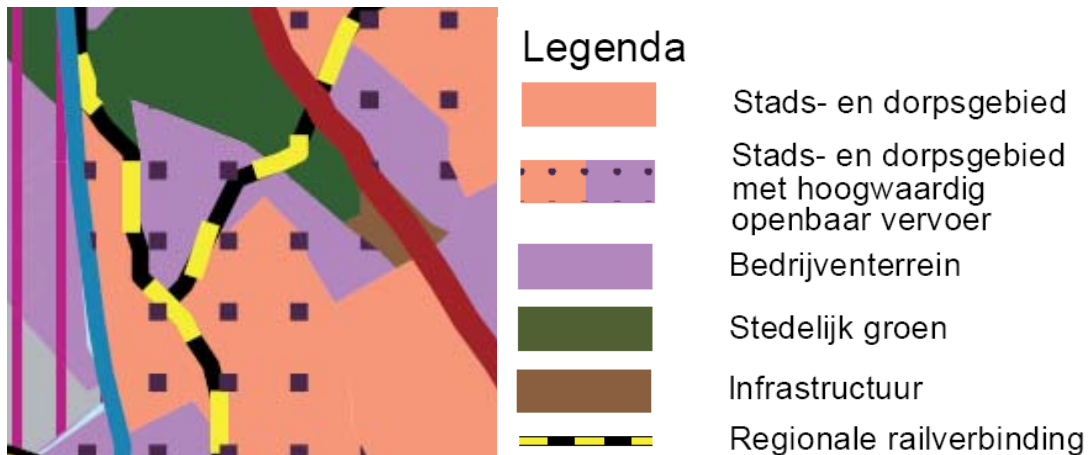 Legenda
Stads- en dorpsgebied
Stads- en dorpsgebied
met hoogwaardig
openbaar vervoer
Bedrijventerrein
Stedelijk groen
Infrastructuur
Regionale railverbinding